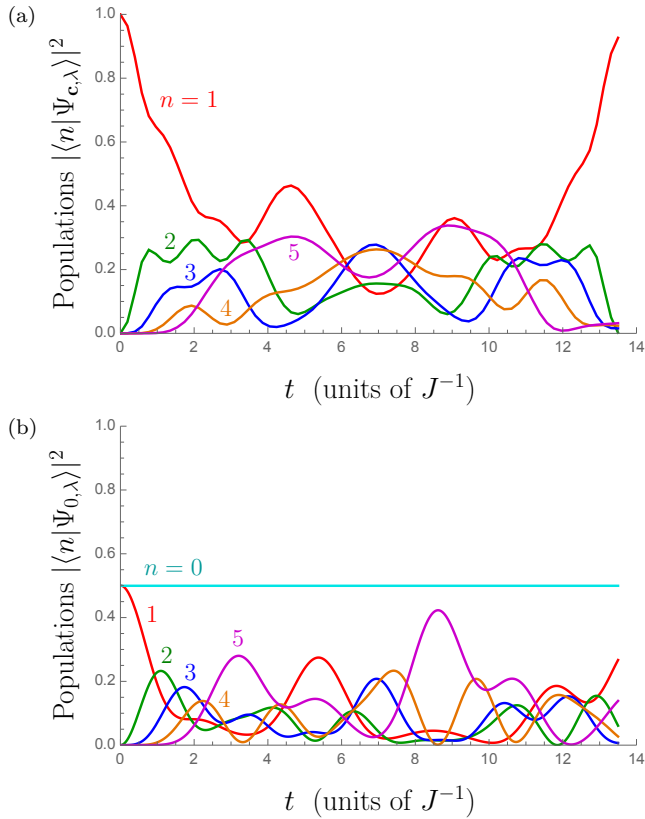 (a)
Populations |⟨n|Ψ_{c,λ}⟩|²
1.0
0.8
0.6
0.4
0.2
0.0
n = 1
2
3
4
5
0 2 4 6 8 10 12 14
t (units of J⁻¹)
(b)
Populations |⟨n|Ψ_{0,λ}⟩|²
1.0
0.8
0.6
0.4
0.2
0.0
n = 0
1
2
3
4
5
0 2 4 6 8 10 12 14
t (units of J⁻¹)